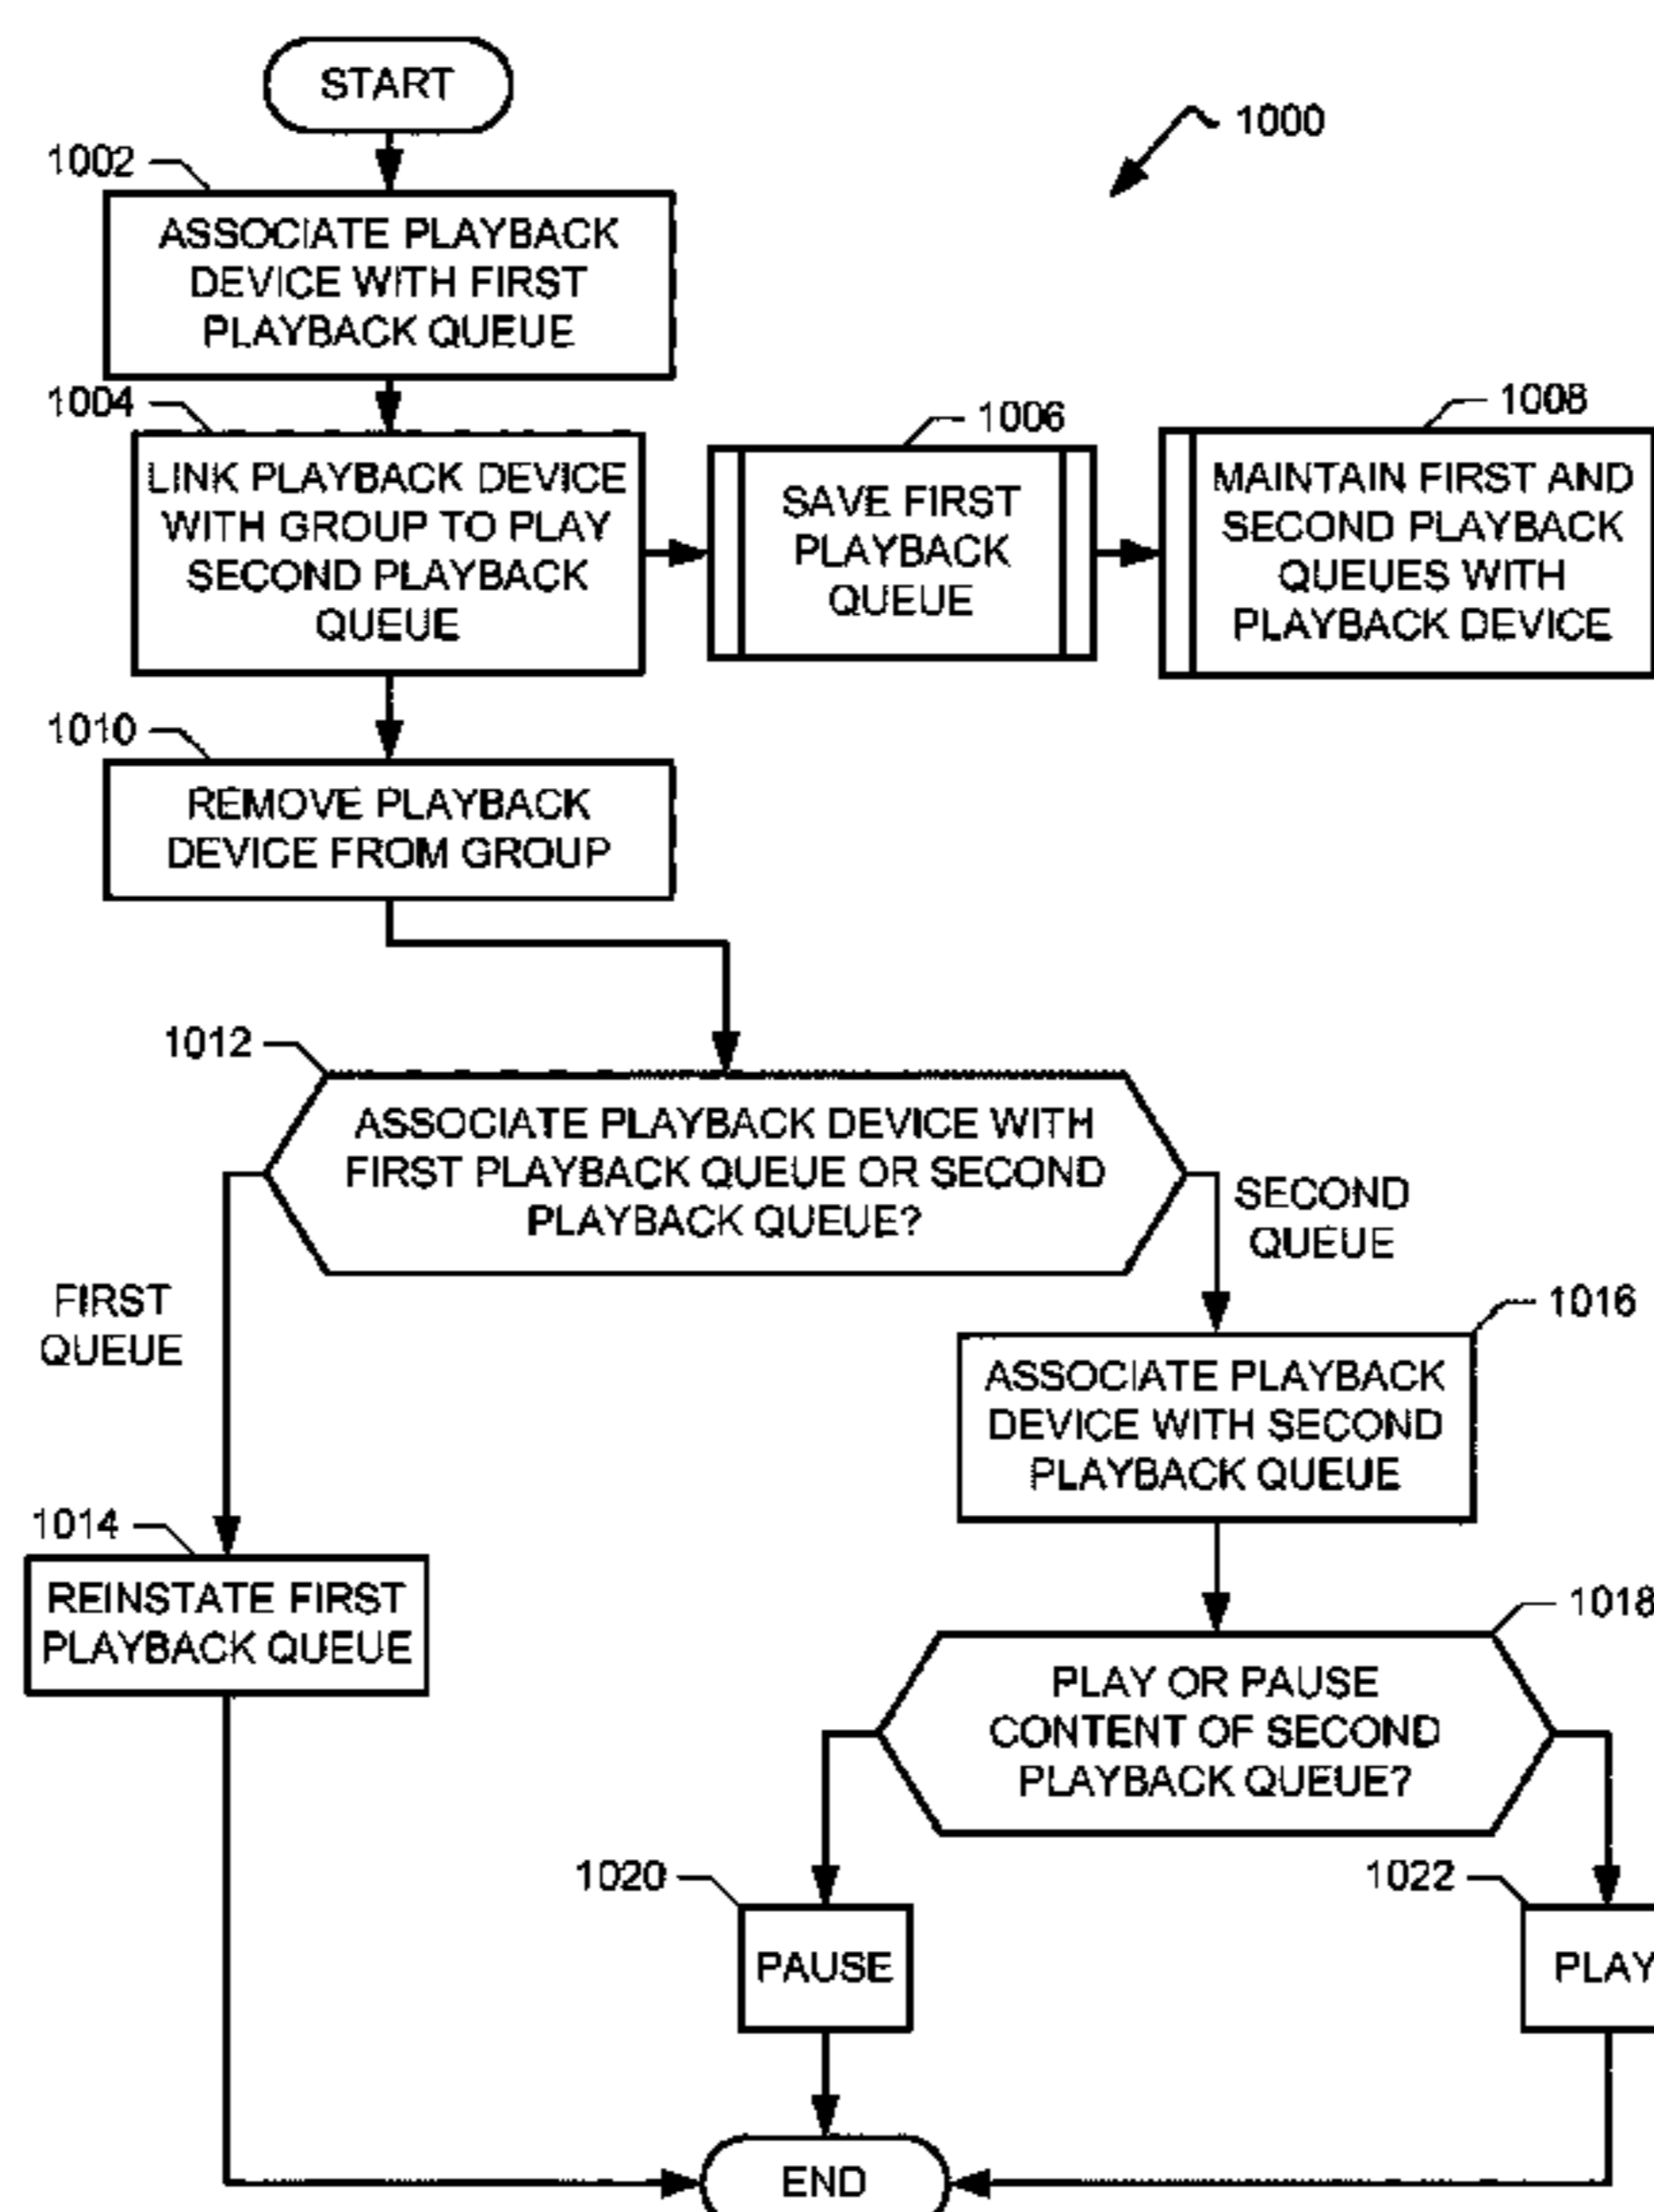 START
1000
1002
ASSOCIATE PLAYBACK
DEVICE WITH FIRST
PLAYBACK QUEUE
1004
LINK PLAYBACK DEVICE
WITH GROUP TO PLAY
SECOND PLAYBACK
QUEUE
1006
SAVE FIRST
PLAYBACK
QUEUE
1008
MAINTAIN FIRST AND
SECOND PLAYBACK
QUEUES WITH
PLAYBACK DEVICE
1010
REMOVE PLAYBACK
DEVICE FROM GROUP
1012
ASSOCIATE PLAYBACK DEVICE WITH
FIRST PLAYBACK QUEUE OR SECOND
PLAYBACK QUEUE?
FIRST
QUEUE
SECOND
QUEUE
1014
REINSTATE FIRST
PLAYBACK QUEUE
1016
ASSOCIATE PLAYBACK
DEVICE WITH SECOND
PLAYBACK QUEUE
1018
PLAY OR PAUSE
CONTENT OF SECOND
PLAYBACK QUEUE?
1020
PAUSE
1022
PLAY
END